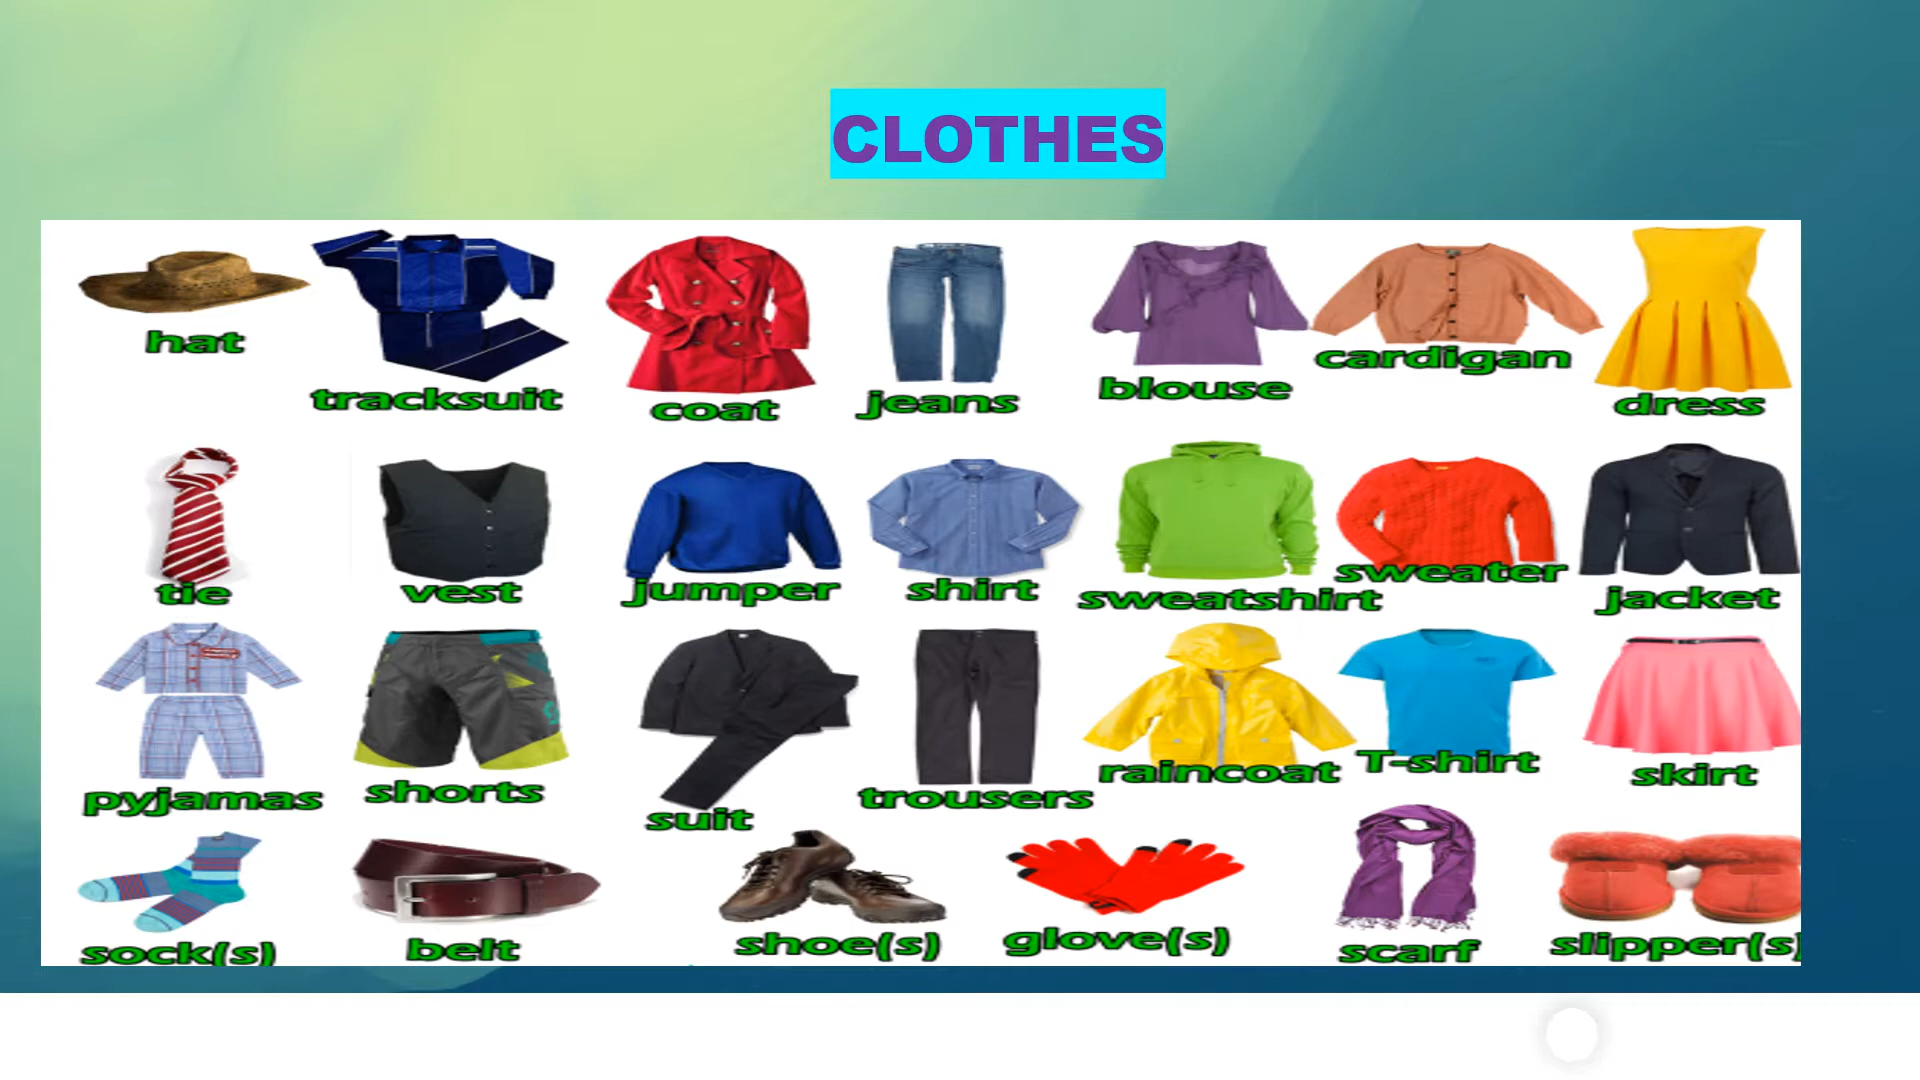 CLOTHES
hat
tracksuit
coat
jeans
blouse
cardigan
dress
tie
vest
jumper
shirt
sweatshirt
sweater
jacket
pyjamas
shorts
suit
trousers
raincoat
T-shirt
skirt
sock(s)
belt
shoe(s)
glove(s)
scarf
slipper(s)